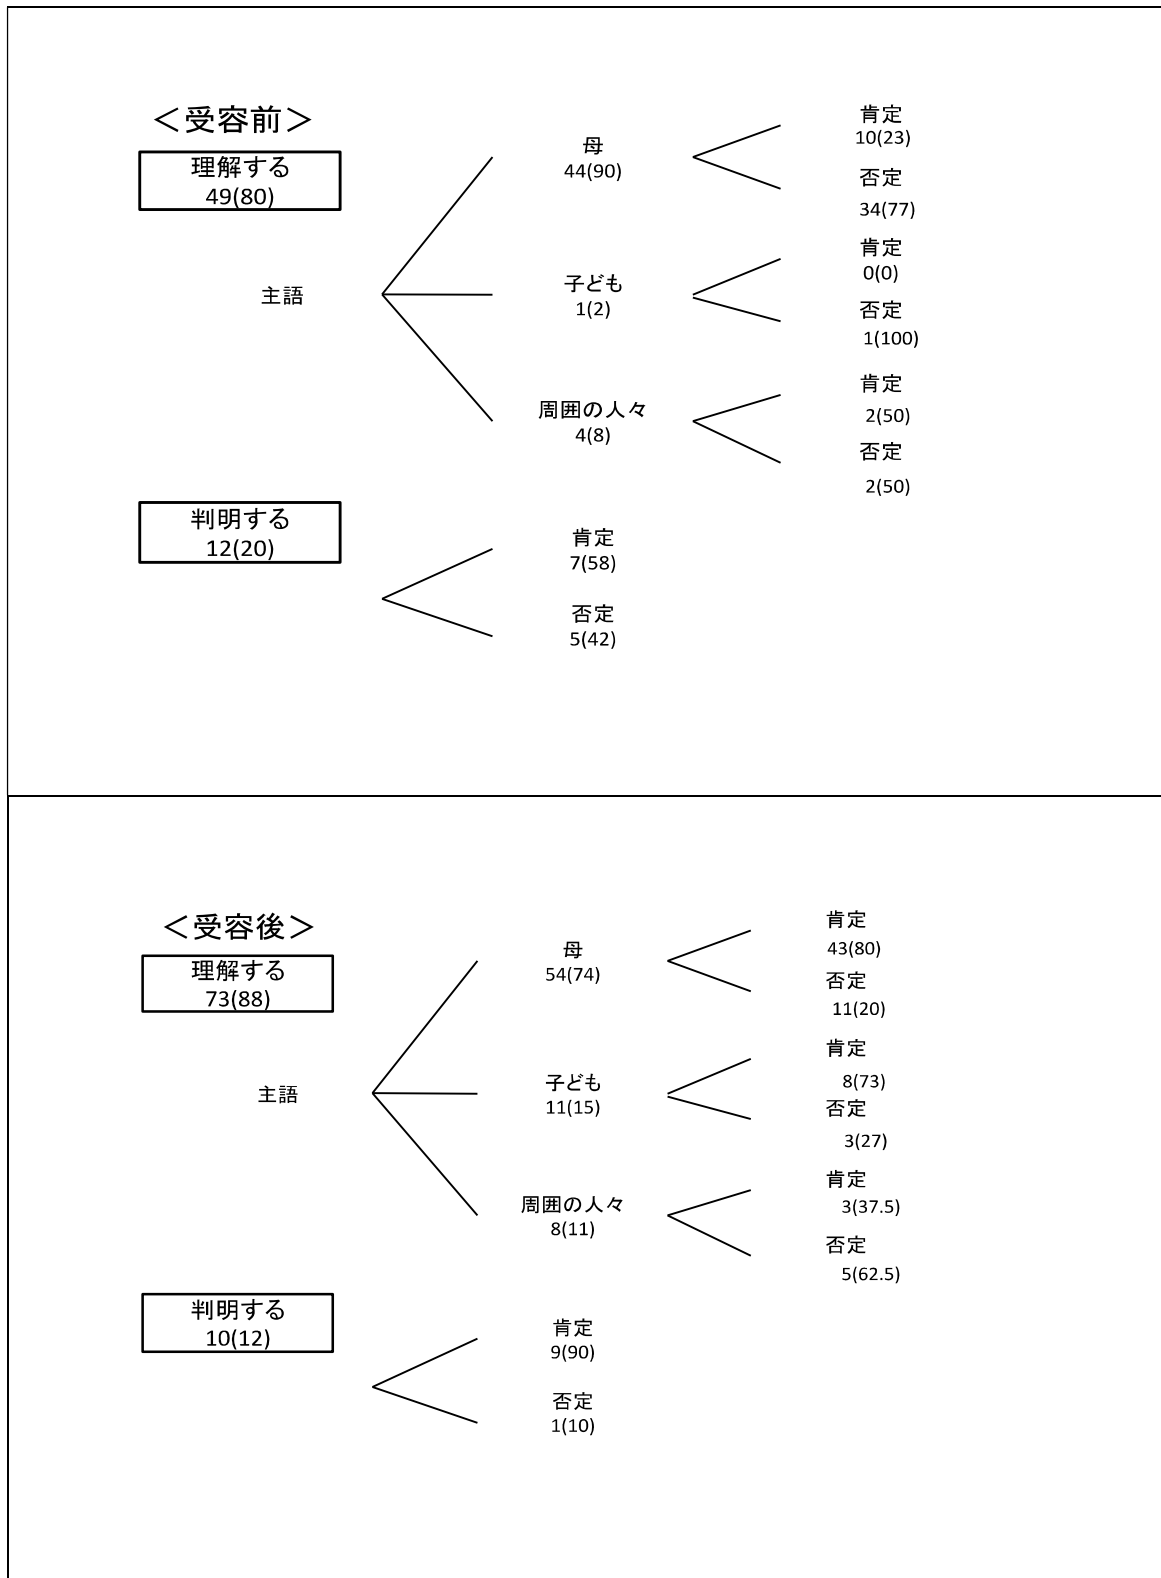 ＜受容前＞
理解する
49(80)
主語
母
44(90)
肯定
10(23)
否定
34(77)
子ども
1(2)
肯定
0(0)
否定
1(100)
周囲の人々
4(8)
肯定
2(50)
否定
2(50)
判明する
12(20)
肯定
7(58)
否定
5(42)
＜受容後＞
理解する
73(88)
主語
母
54(74)
肯定
43(80)
否定
11(20)
子ども
11(15)
肯定
8(73)
否定
3(27)
周囲の人々
8(11)
肯定
3(37.5)
否定
5(62.5)
判明する
10(12)
肯定
9(90)
否定
1(10)